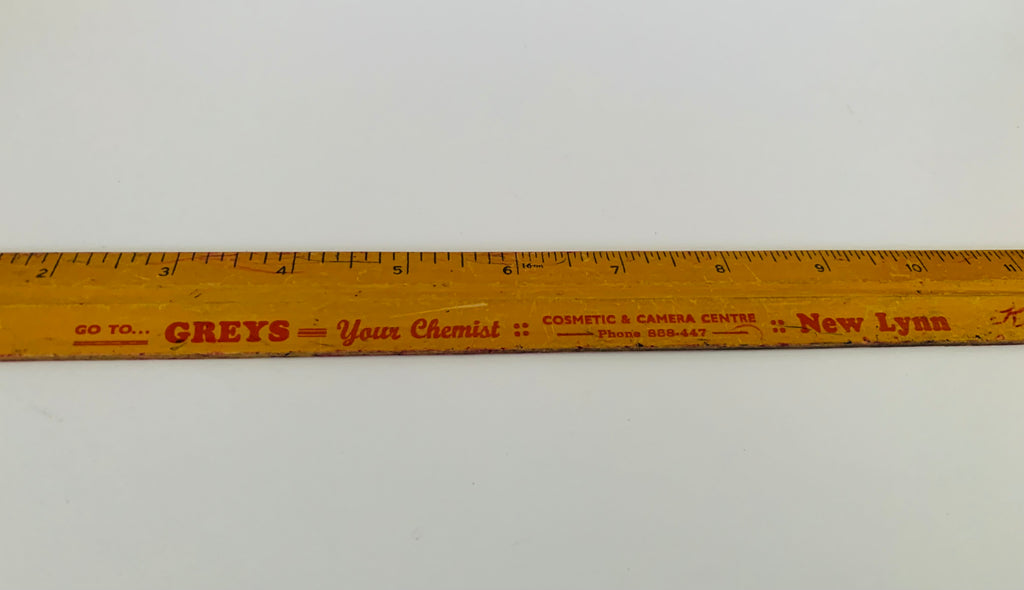 2 3 4 5 6 16ths 7 8 9 10 11
GO TO... GREYS = Your Chemist :: COSMETIC & CAMERA CENTRE
Phone 888-447 :: New Lynn